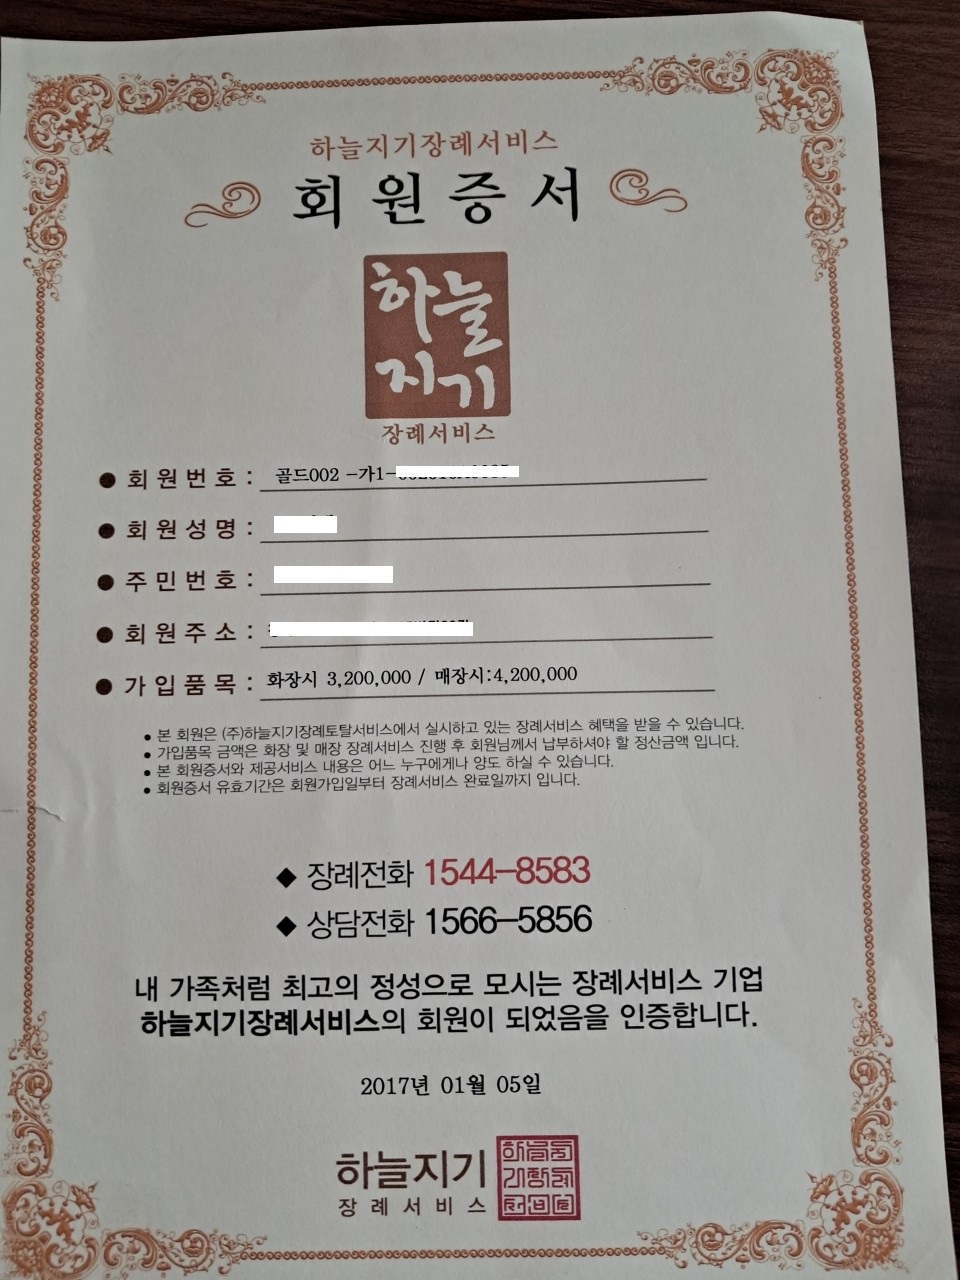 하늘지기장례서비스
회원증서
하늘
지기
장례서비스
● 회원번호 : 골드002 -가1-
● 회원성명 :
● 주민번호 :
● 회원주소 :
● 가입품목 : 화장시 3,200,000 / 매장시:4,200,000
● 본 회원은 (주)하늘지기장례토탈서비스에서 실시하고 있는 장례서비스 혜택을 받을 수 있습니다.
● 가입품목 금액은 화장 및 매장 장례서비스 진행 후 회원님께서 납부하셔야 할 정산금액 입니다.
● 본 회원증서와 제공서비스 내용은 어느 누구에게나 양도 하실 수 있습니다.
● 회원증서 유효기간은 회원가입일부터 장례서비스 완료일까지 입니다.
◆ 장례전화 1544-8583
◆ 상담전화 1566-5856
내 가족처럼 최고의 정성으로 모시는 장례서비스 기업
하늘지기장례서비스의 회원이 되었음을 인증합니다.
2017년 01월 05일
하늘지기
장례서비스